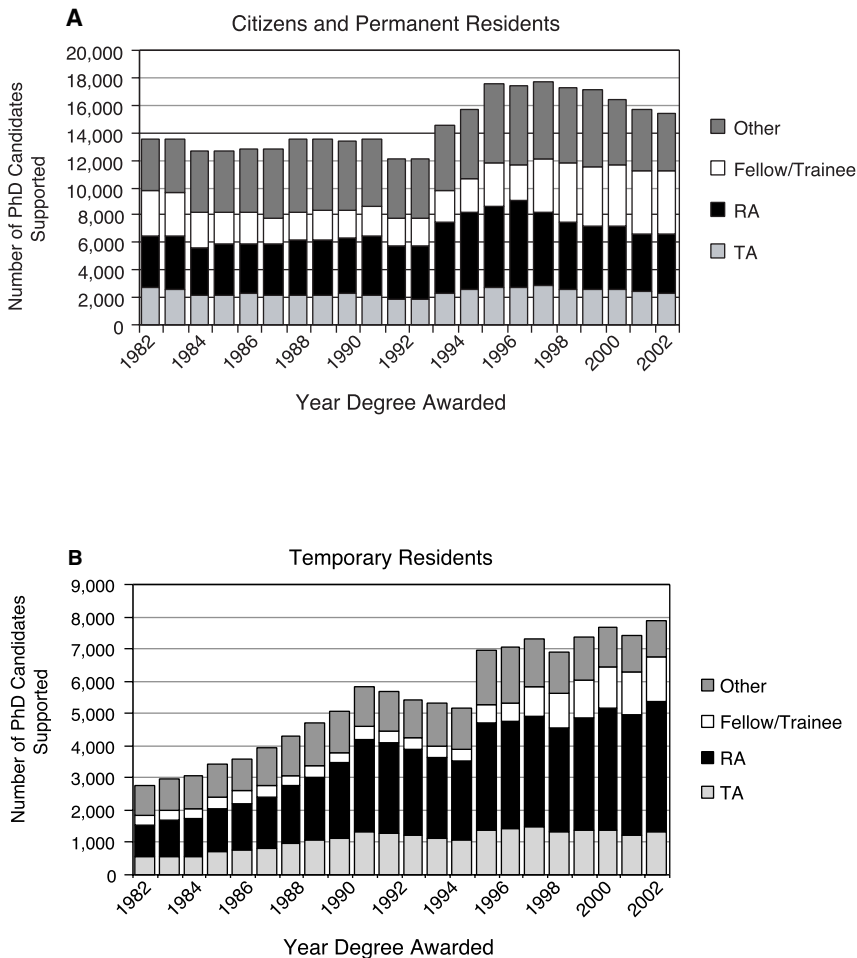 A
Citizens and Permanent Residents
Number of PhD Candidates
Supported
20,000
18,000
16,000
14,000
12,000
10,000
8,000
6,000
4,000
2,000
0
1982
1984
1986
1988
1990
1992
1994
1996
1998
2000
2002
Year Degree Awarded
Other
Fellow/Trainee
RA
TA
B
Temporary Residents
Number of PhD Candidates
Supported
9,000
8,000
7,000
6,000
5,000
4,000
3,000
2,000
1,000
0
1982
1984
1986
1988
1990
1992
1994
1996
1998
2000
2002
Year Degree Awarded
Other
Fellow/Trainee
RA
TA